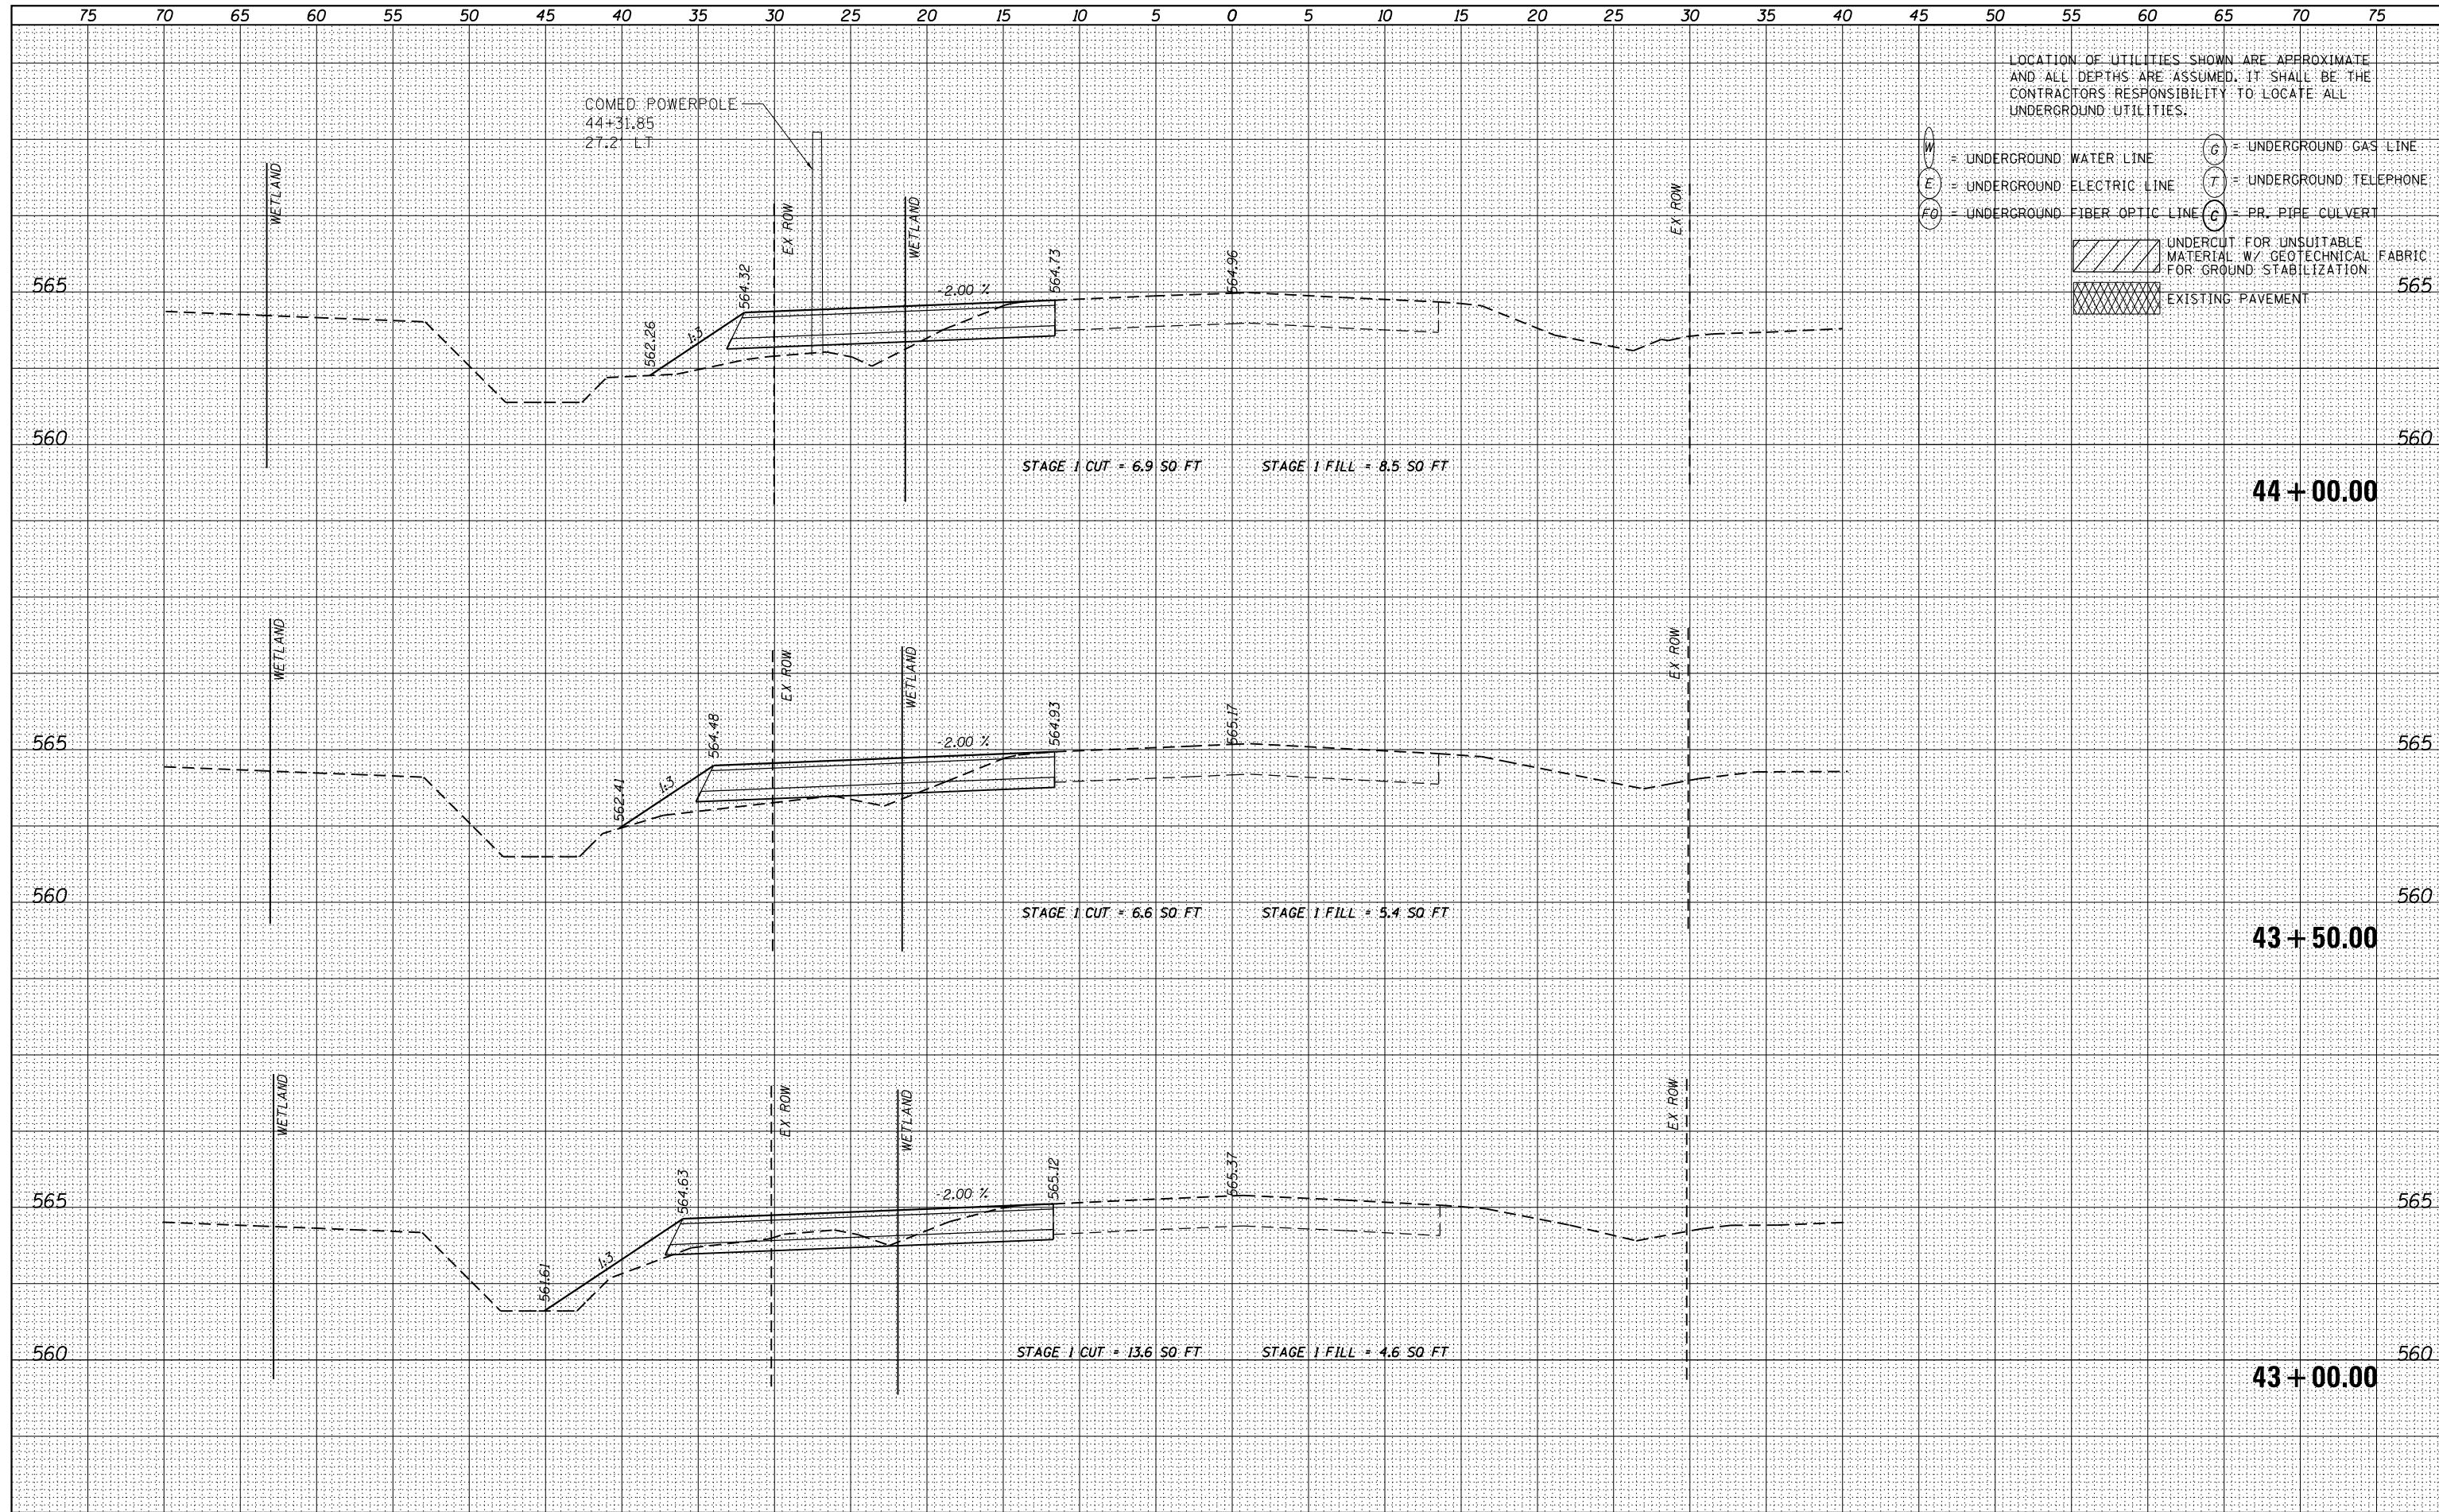 75 70 65 60 55 50 45 40 35 30 25 20 15 10 5 0 5 10 15 20 25 30 35 40 45 50 55 60 65 70 75
LOCATION OF UTILITIES SHOWN ARE APPROXIMATE
AND ALL DEPTHS ARE ASSUMED. IT SHALL BE THE
CONTRACTORS RESPONSIBILITY TO LOCATE ALL
UNDERGROUND UTILITIES.
W = UNDERGROUND WATER LINE
G = UNDERGROUND GAS LINE
E = UNDERGROUND ELECTRIC LINE
T = UNDERGROUND TELEPHONE
FO = UNDERGROUND FIBER OPTIC LINE
C = PR. PIPE CULVERT
UNDERCUT FOR UNSUITABLE
MATERIAL W/ GEOTECHNICAL FABRIC
FOR GROUND STABILIZATION
EXISTING PAVEMENT
COMED POWERPOLE
44+31.85
27.2' LT
WETLAND
EX ROW
WETLAND
EX ROW
565
562.26
1:3
564.32
-2.00 %
564.73
564.96
565
560
560
STAGE 1 CUT = 6.9 SQ FT
STAGE 1 FILL = 8.5 SQ FT
44+00.00
WETLAND
EX ROW
WETLAND
EX ROW
565
562.41
1:3
564.48
-2.00 %
564.93
565.17
565
560
560
STAGE 1 CUT = 6.6 SQ FT
STAGE 1 FILL = 5.4 SQ FT
43+50.00
WETLAND
EX ROW
WETLAND
EX ROW
565
561.61
1:3
564.63
-2.00 %
565.12
565.37
565
560
560
STAGE 1 CUT = 13.6 SQ FT
STAGE 1 FILL = 4.6 SQ FT
43+00.00